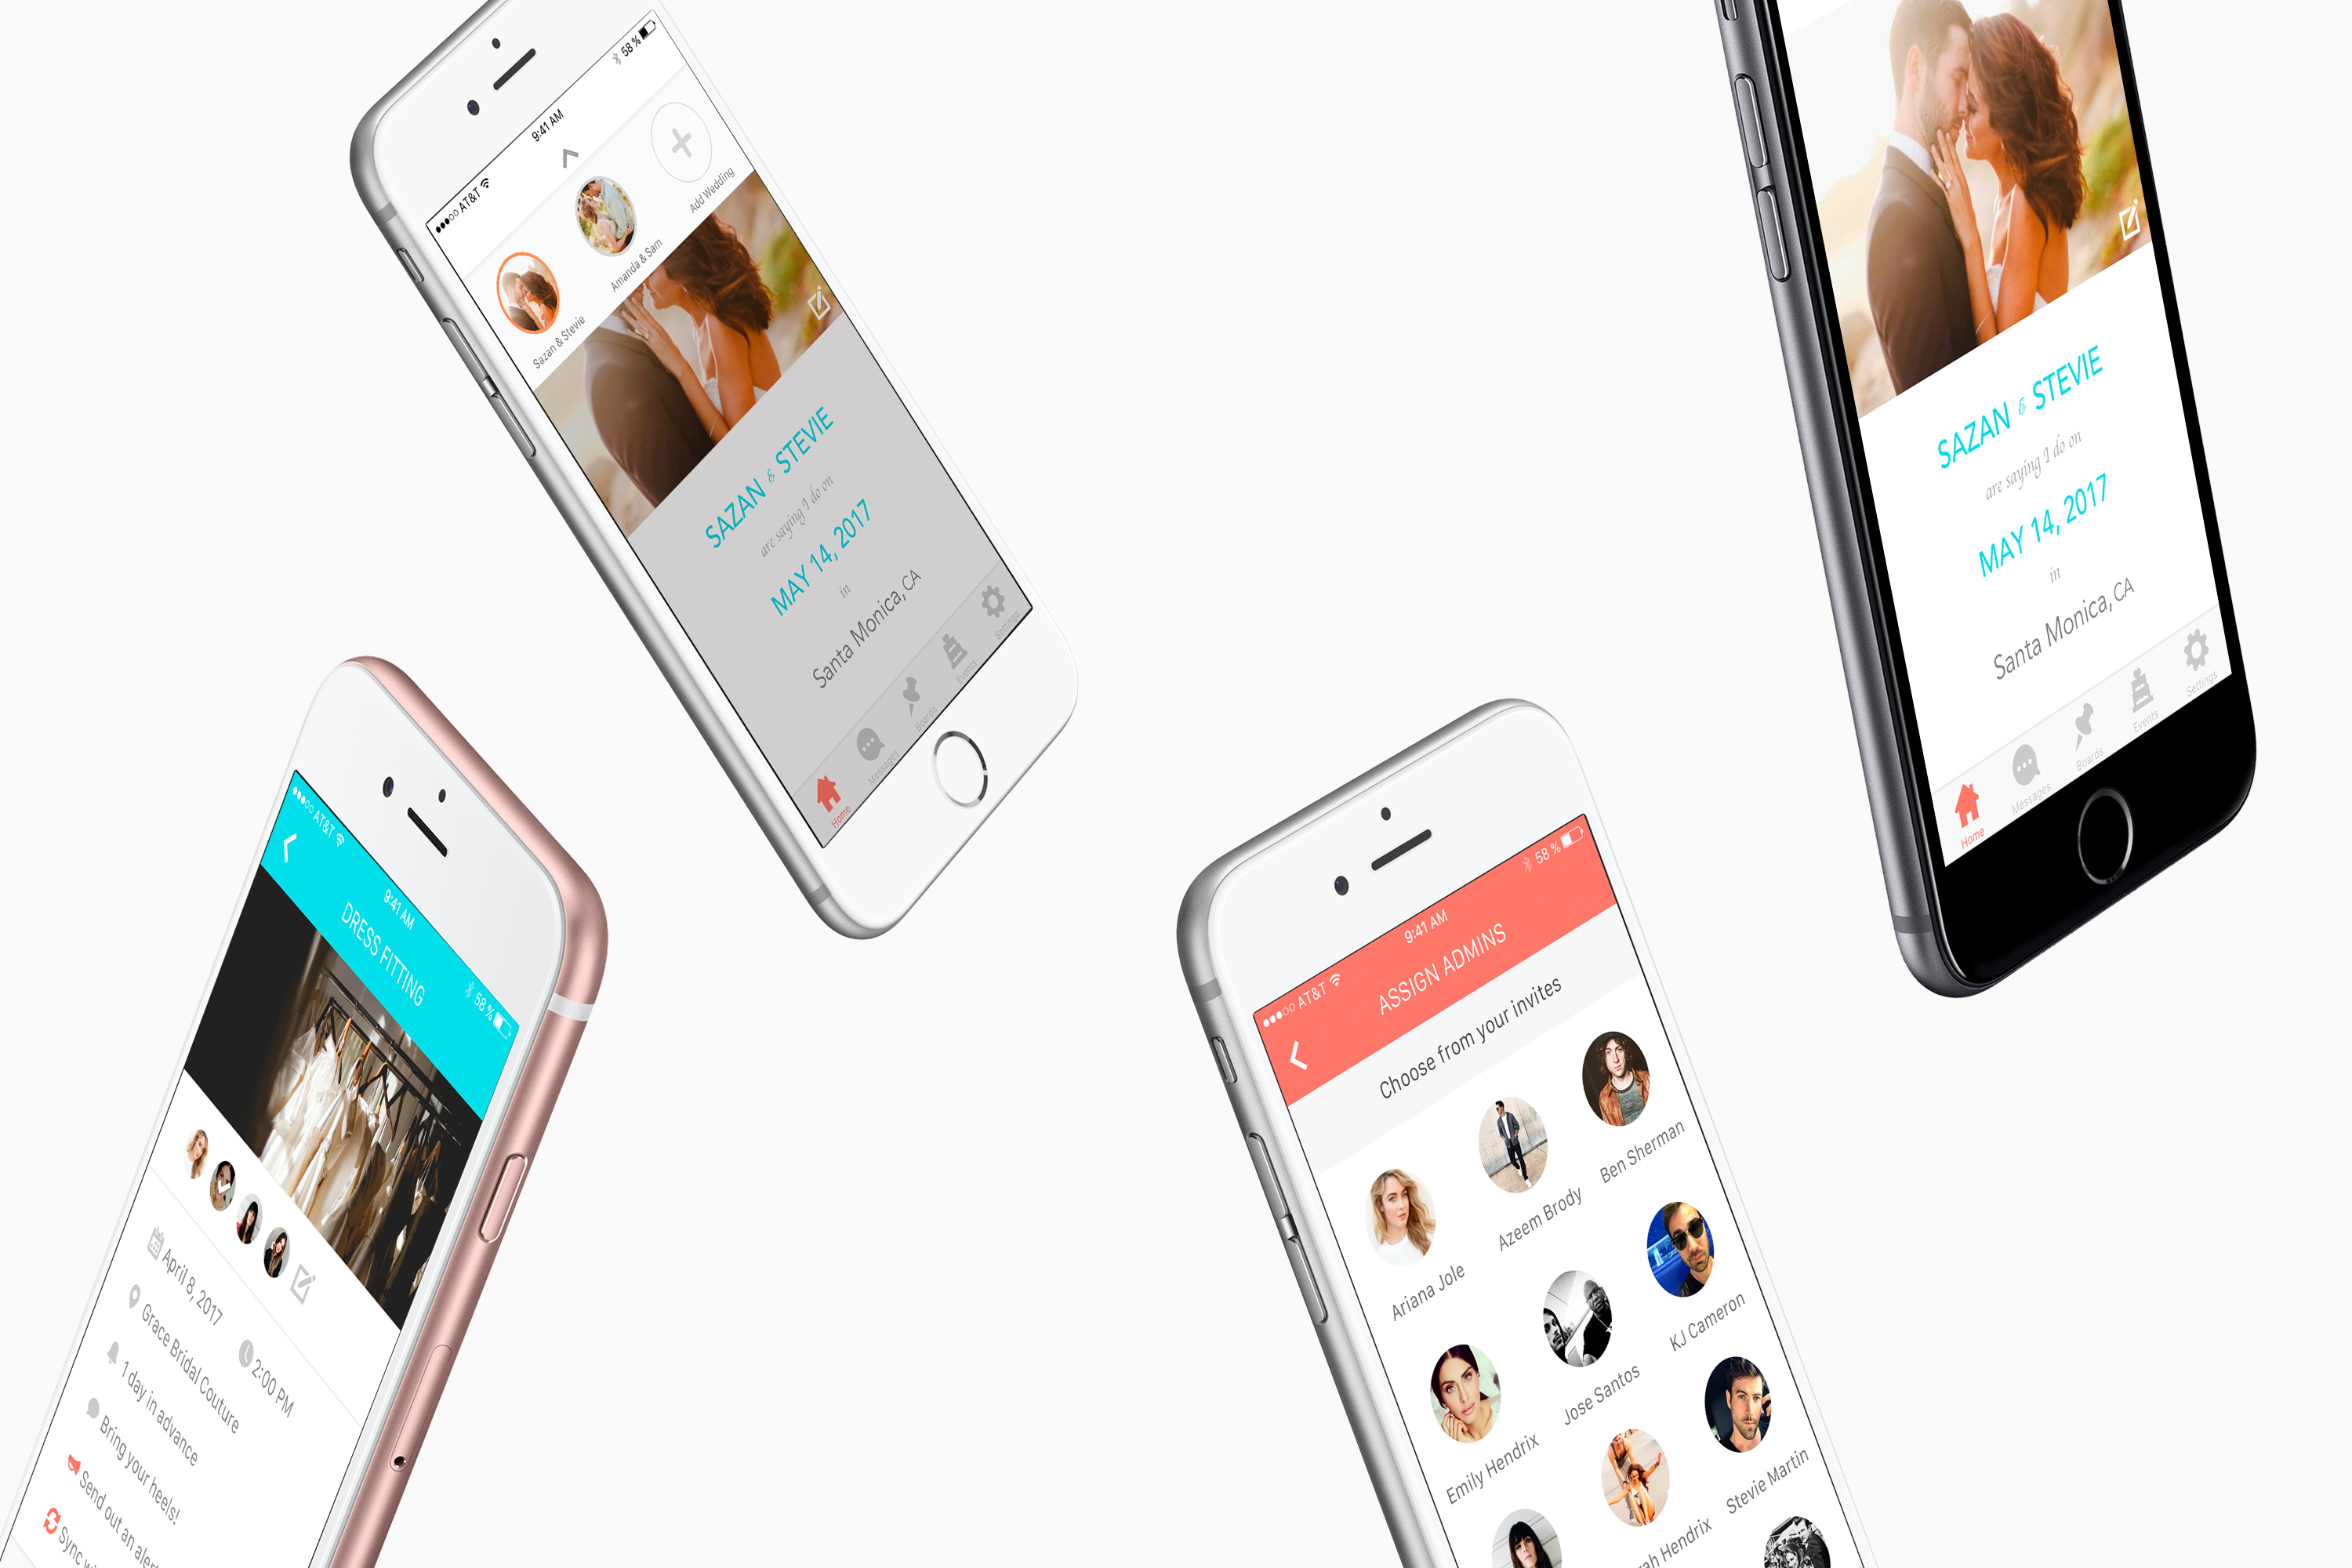 ●●●○○ AT&T 9:41 AM 58 %
Sazan & Stevie
Amanda & Sam
Add Wedding
SAZAN & STEVIE
are saying I do on
MAY 14, 2017
in
Santa Monica, CA
Home Messages Boards Events Settings
SAZAN & STEVIE
are saying I do on
MAY 14, 2017
in
Santa Monica, CA
Home Messages Boards Events Settings
●●●○○ AT&T 9:41 AM 58 %
DRESS FITTING
April 8, 2017 2:00 PM
Grace Bridal Couture
1 day in advance
Bring your heels!
Send out an alert
Sync
●●●○○ AT&T 9:41 AM 58 %
ASSIGN ADMINS
Choose from your invites
Ariana Jole Azeem Brody Ben Sherman
Emily Hendrix Jose Santos KJ Cameron
Hendrix Stevie Martin